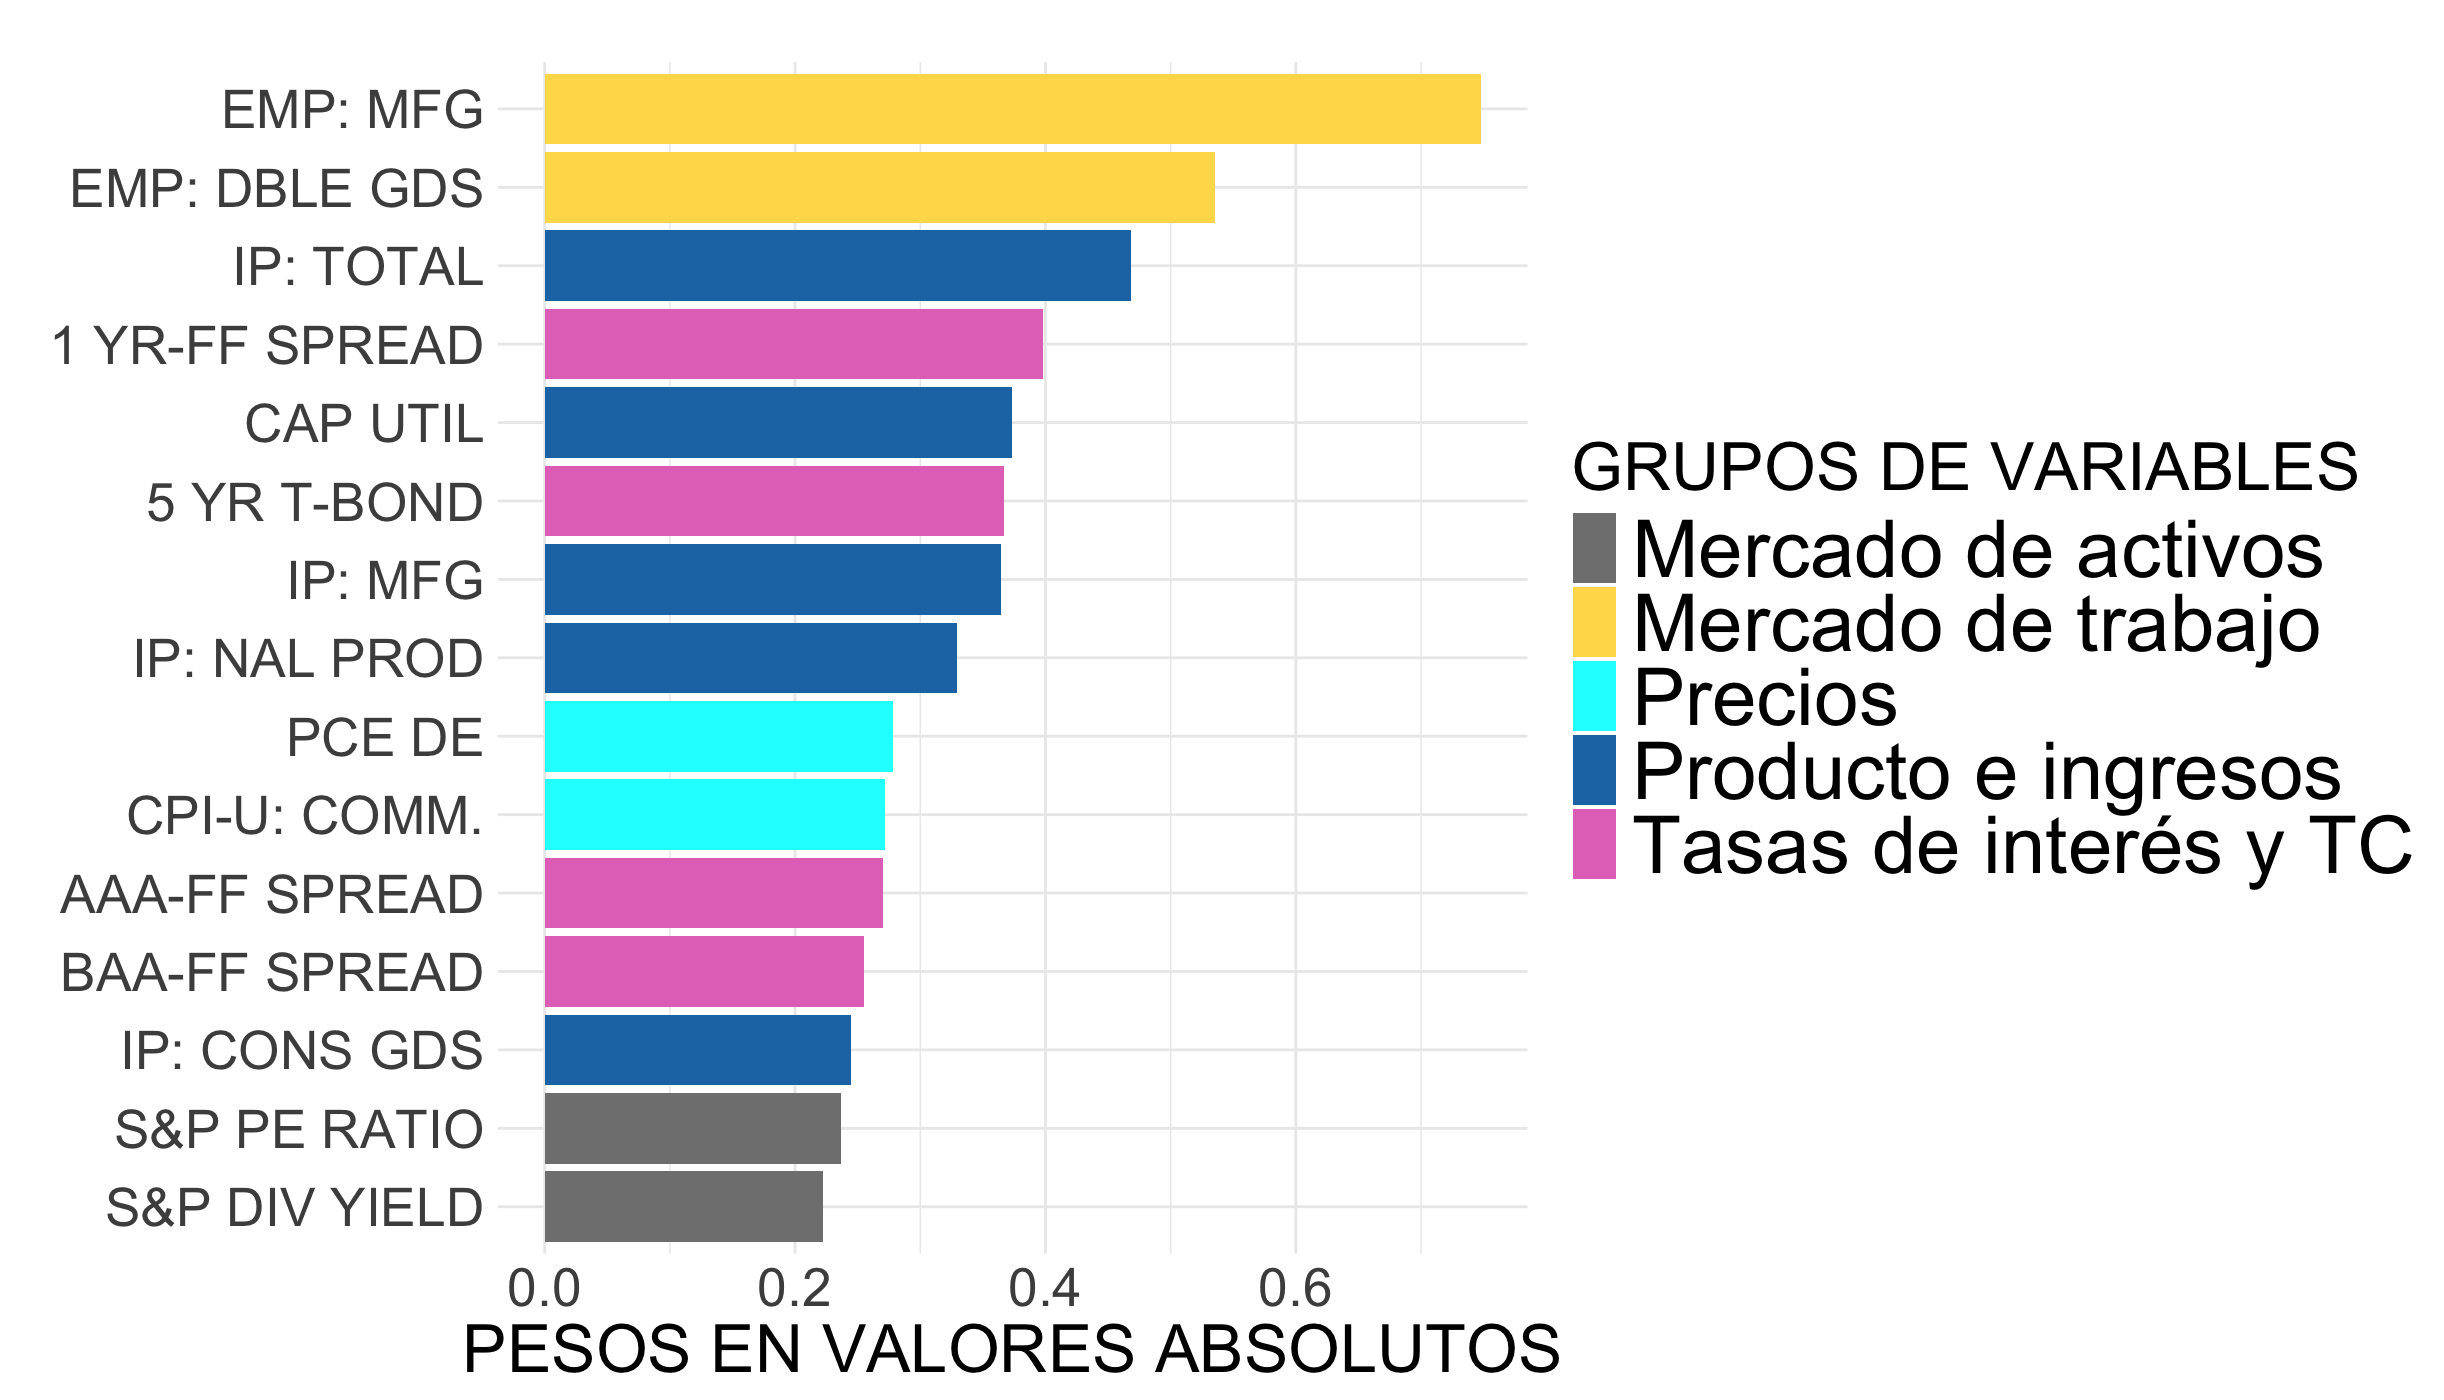 EMP: MFG
EMP: DBLE GDS
IP: TOTAL
1 YR-FF SPREAD
CAP UTIL
5 YR T-BOND
IP: MFG
IP: NAL PROD
PCE DE
CPI-U: COMM.
AAA-FF SPREAD
BAA-FF SPREAD
IP: CONS GDS
S&P PE RATIO
S&P DIV YIELD
0.0 0.2 0.4 0.6
PESOS EN VALORES ABSOLUTOS
GRUPOS DE VARIABLES
Mercado de activos
Mercado de trabajo
Precios
Producto e ingresos
Tasas de interés y TC